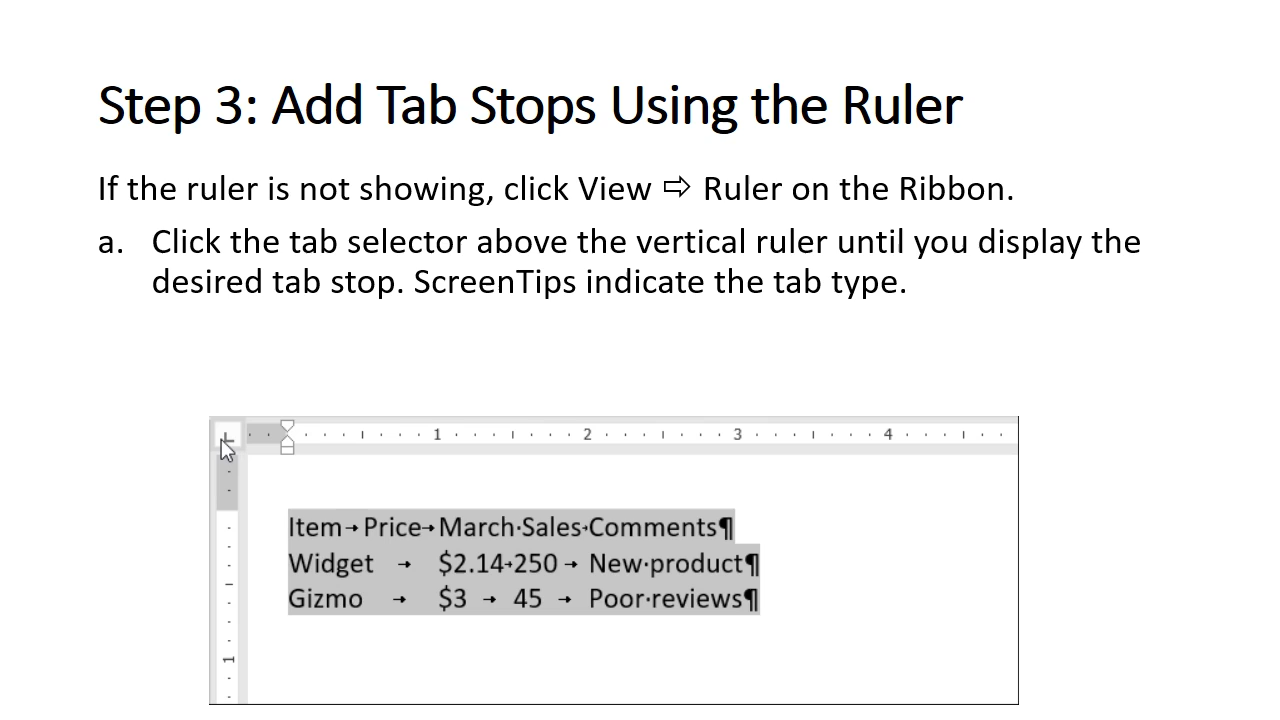 Step 3: Add Tab Stops Using the Ruler
If the ruler is not showing, click View ⇨ Ruler on the Ribbon.
a. Click the tab selector above the vertical ruler until you display the
desired tab stop. ScreenTips indicate the tab type.
1 2 3 4
Item→Price→March·Sales→Comments¶
Widget → $2.14→250 → New·product¶
Gizmo → $3 → 45 → Poor·reviews¶
1